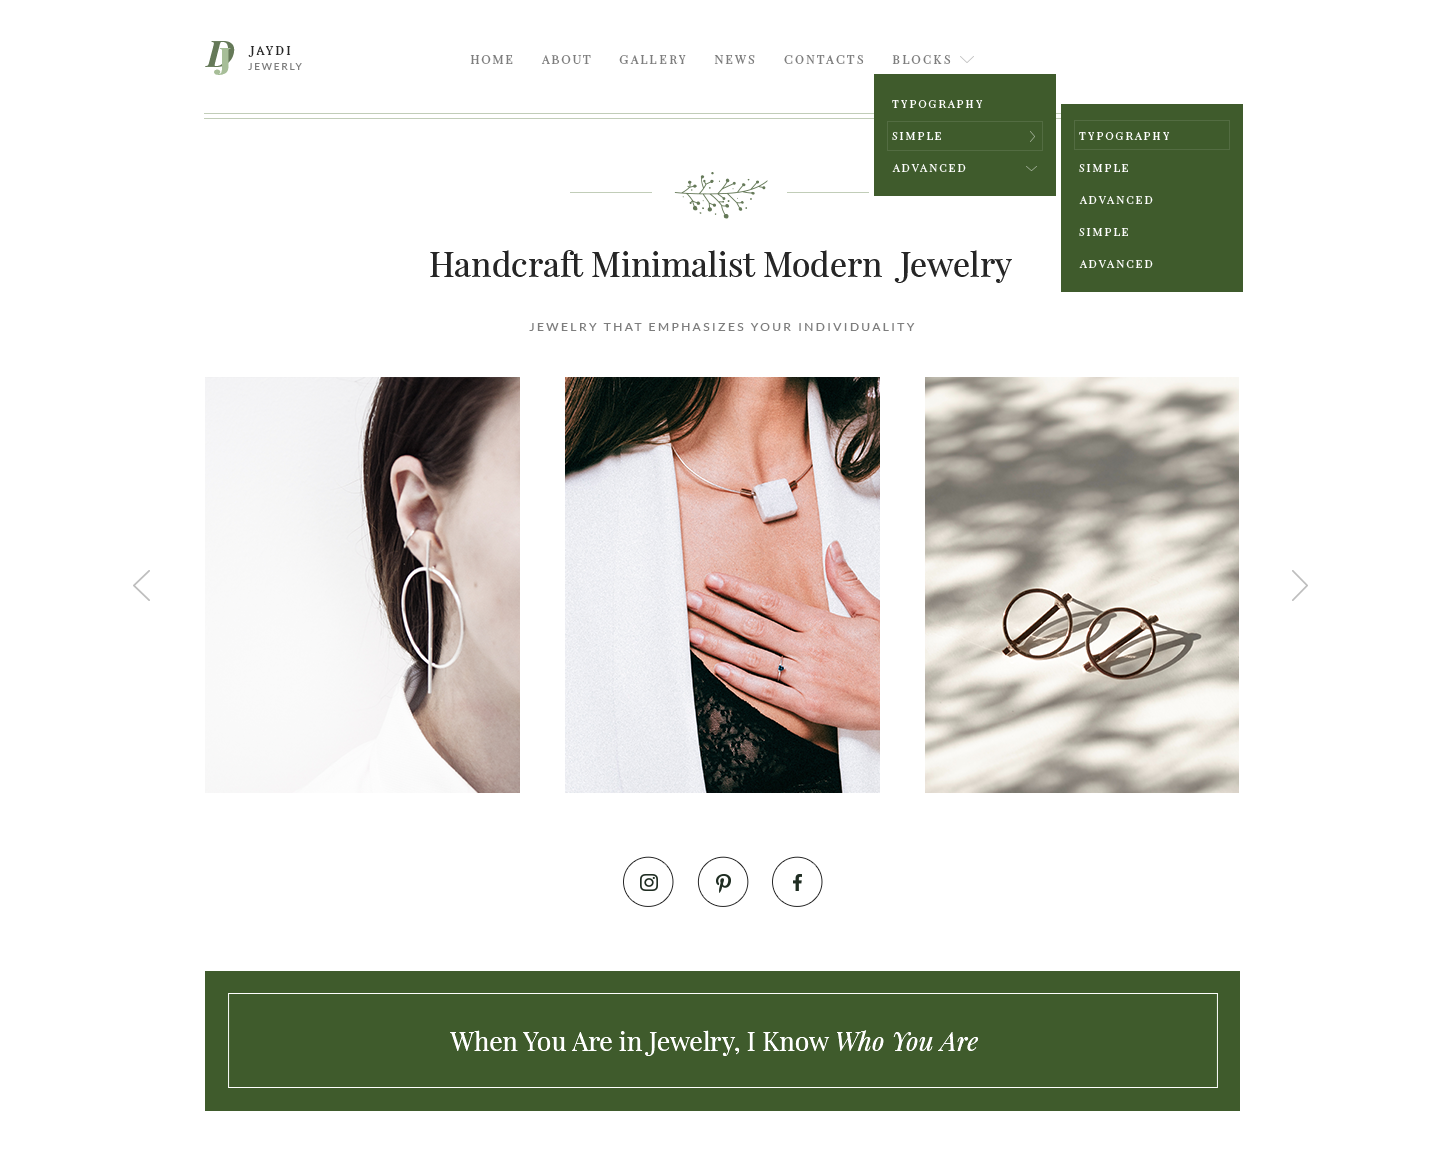 JAYDI
JEWERLY
HOME ABOUT GALLERY NEWS CONTACTS BLOCKS
TYPOGRAPHY
SIMPLE
ADVANCED
TYPOGRAPHY
SIMPLE
ADVANCED
SIMPLE
ADVANCED
Handcraft Minimalist Modern Jewelry
JEWELRY THAT EMPHASIZES YOUR INDIVIDUALITY
When You Are in Jewelry, I Know Who You Are